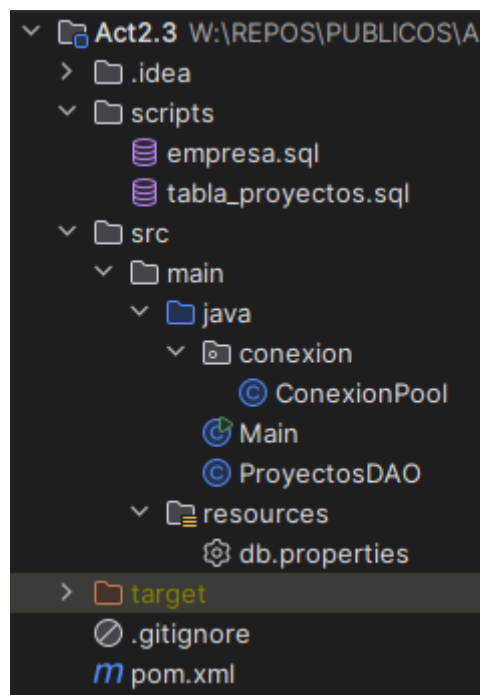 Act2.3 W:\REPOS\PUBLICOS\A
.idea
scripts
empresa.sql
tabla_proyectos.sql
src
main
java
conexion
ConexionPool
Main
ProyectosDAO
resources
db.properties
target
.gitignore
m pom.xml